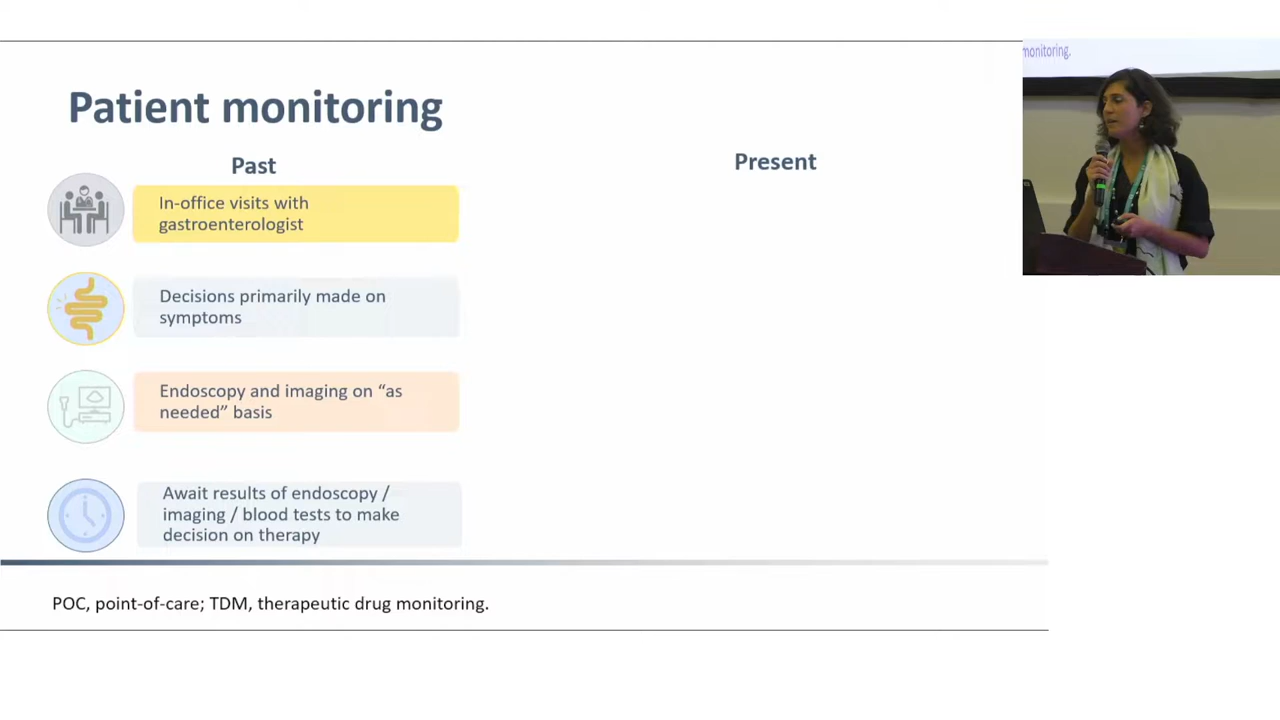 Patient monitoring
Past
Present
In-office visits with
gastroenterologist
Decisions primarily made on
symptoms
Endoscopy and imaging on “as
needed” basis
Await results of endoscopy /
imaging / blood tests to make
decision on therapy
POC, point-of-care; TDM, therapeutic drug monitoring.
monitoring.